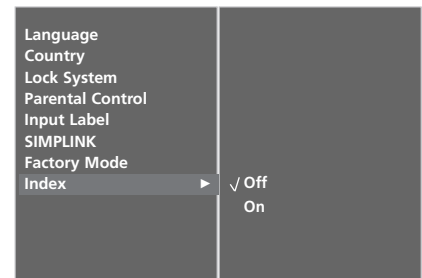 Language
Country
Lock System
Parental Control
Input Label
SIMPLINK
Factory Mode
Index ► √ Off
On